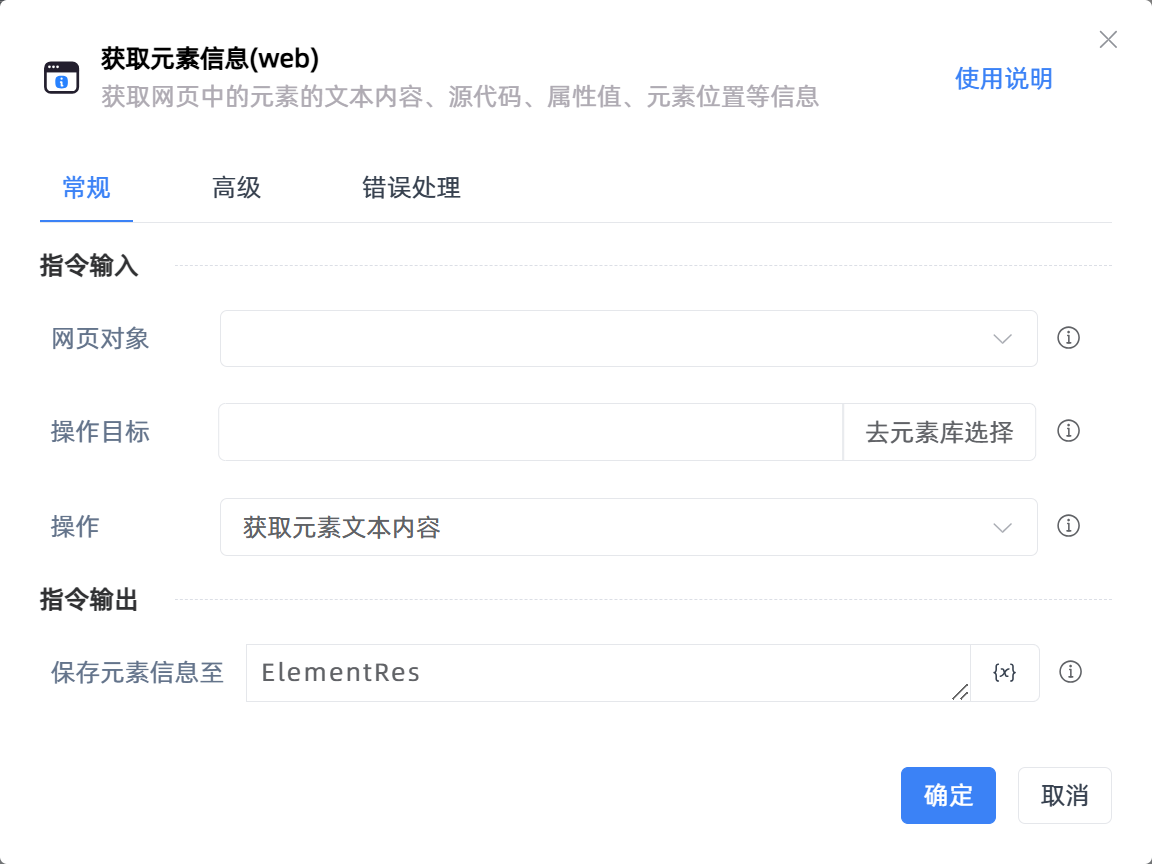 获取元素信息(web)
获取网页中的元素的文本内容、源代码、属性值、元素位置等信息
使用说明
常规
高级
错误处理
指令输入
网页对象
操作目标
去元素库选择
操作
获取元素文本内容
指令输出
保存元素信息至
ElementRes
{x}
确定
取消